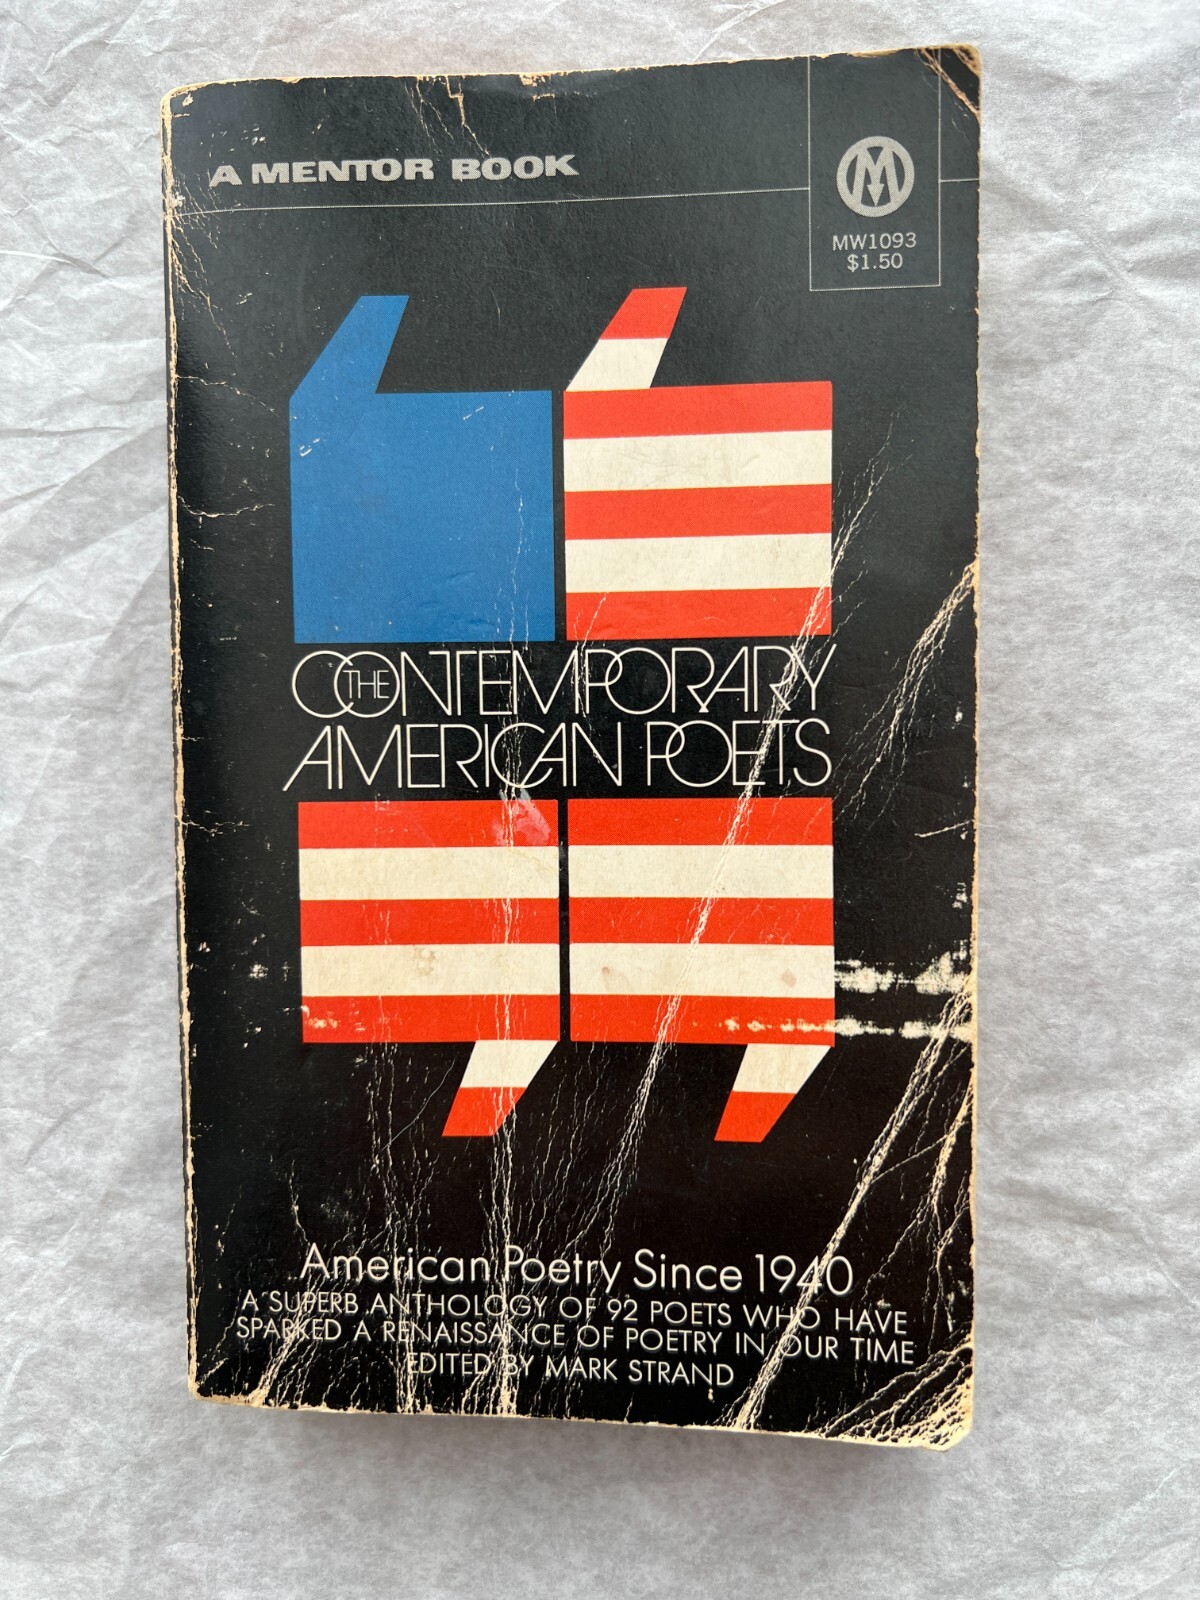 A MENTOR BOOK
M
MW1093
$1.50
THE CONTEMPORARY
AMERICAN POETS
American Poetry Since 1940
A SUPERB ANTHOLOGY OF 92 POETS WHO HAVE
SPARKED A RENAISSANCE OF POETRY IN OUR TIME
EDITED BY MARK STRAND